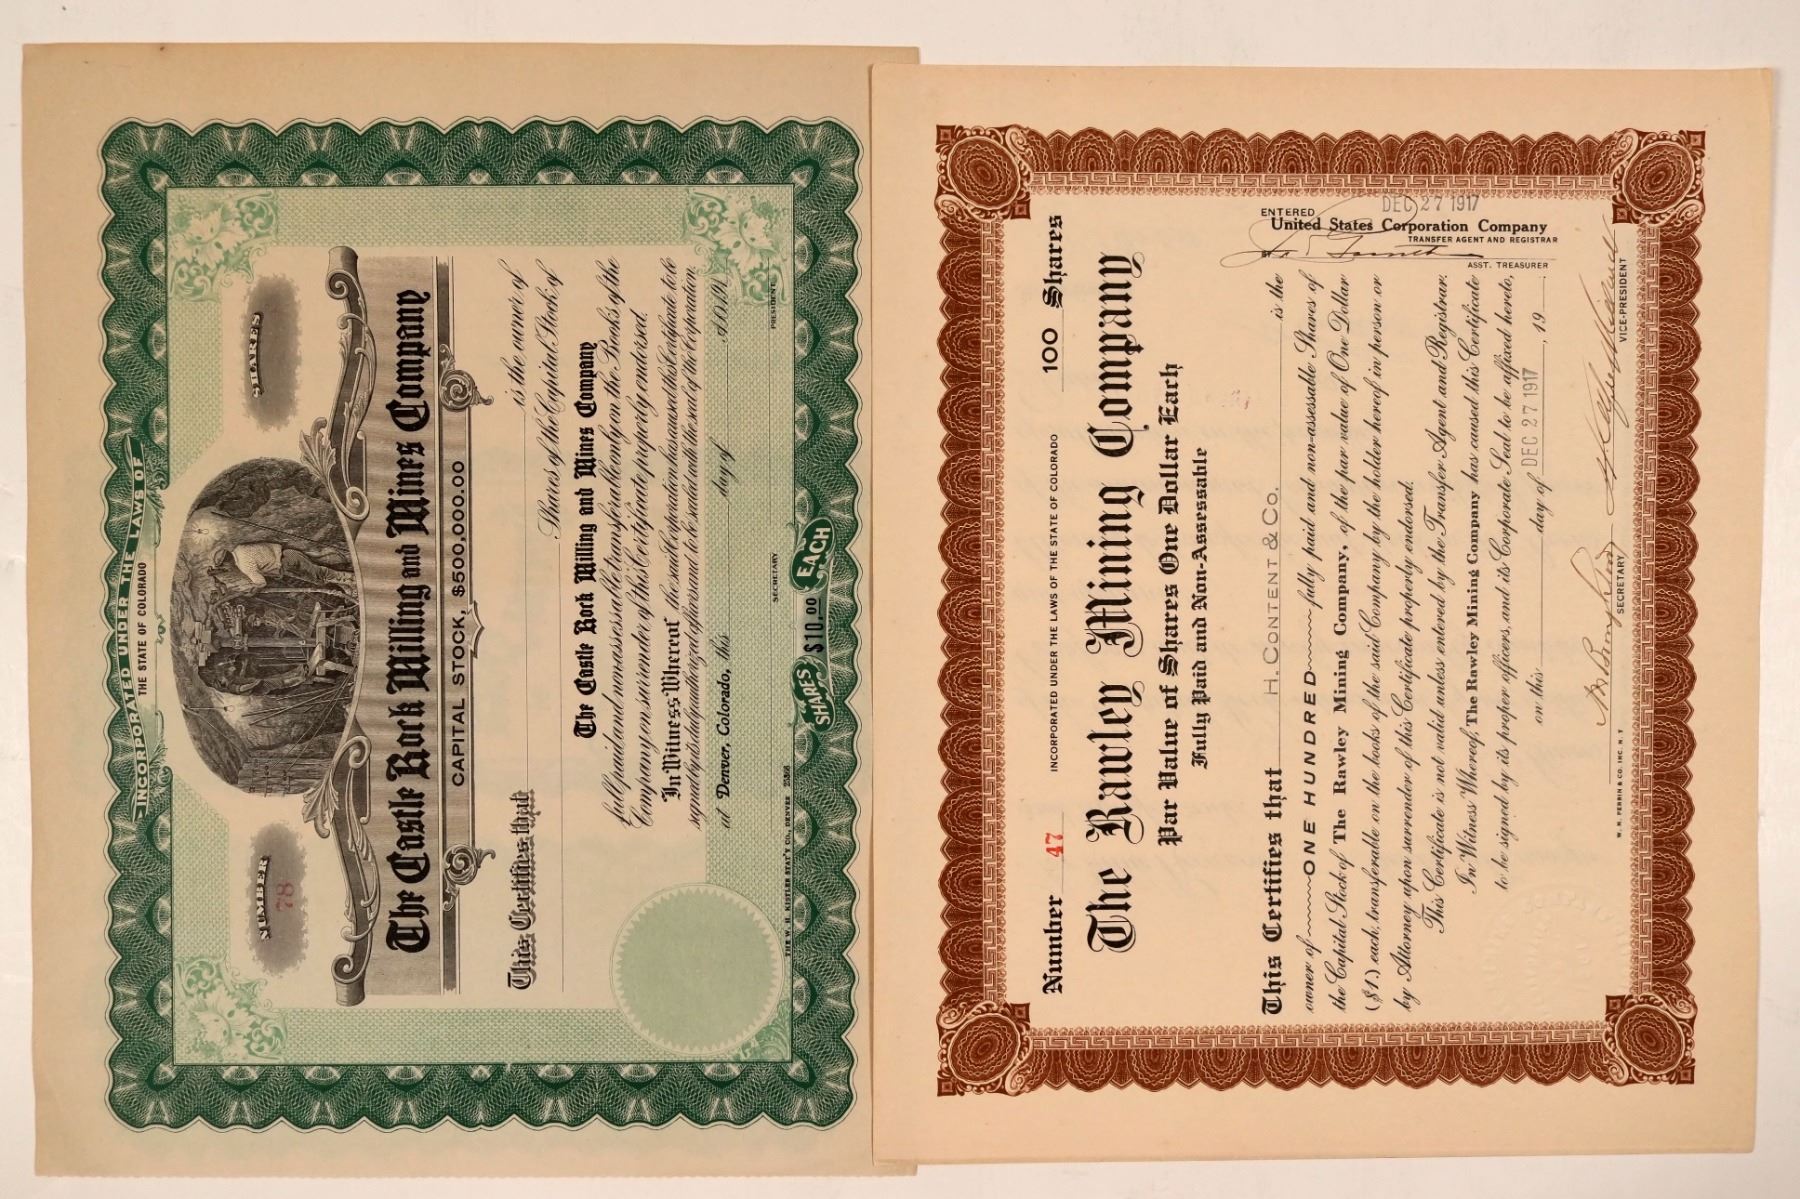 INCORPORATED UNDER THE LAWS OF
THE STATE OF COLORADO
NUMBER
78
SHARES
The Castle Rock Milling and Mines Company
CAPITAL STOCK, $500,000.00
This Certifies that is the owner of
Shares of the Capital Stock of
The Castle Rock Milling and Mines Company
full paid and nonassessable transferable only on the Books of the
Company on surrender of this Certificate properly endorsed.
In Witness Whereof the said Corporation has caused this Certificate to be
signed by its duly authorized officers and to be sealed with the seal of the Corporation.
at Denver, Colorado, this day of A.D. 191
SECRETARY
PRESIDENT
THE W. H. KISTLER STAT'Y CO., DENVER
SHARES $10.00 EACH
Number 47
INCORPORATED UNDER THE LAWS OF THE STATE OF COLORADO
100 Shares
The Rawley Mining Company
Par Value of Shares One Dollar Each
Fully Paid and Non-Assessable
ENTERED DEC 27 1917
United States Corporation Company
TRANSFER AGENT AND REGISTRAR
ASST. TREASURER
This Certifies that H. CONTENT & CO. is the
owner of ONE HUNDRED fully paid and non-assessable Shares of
the Capital Stock of The Rawley Mining Company, of the par value of One Dollar
($1.) each, transferable on the books of the said Company by the holder hereof in person or
by Attorney upon surrender of this Certificate properly endorsed.
This Certificate is not valid unless entered by the Transfer Agent and Registrar.
In Witness Whereof, The Rawley Mining Company has caused this Certificate
to be signed by its proper officers, and its Corporate Seal to be affixed hereto,
on this day of DEC 27 1917, 19
SECRETARY
VICE-PRESIDENT
W. N. PERRIN & CO. INC. N. Y